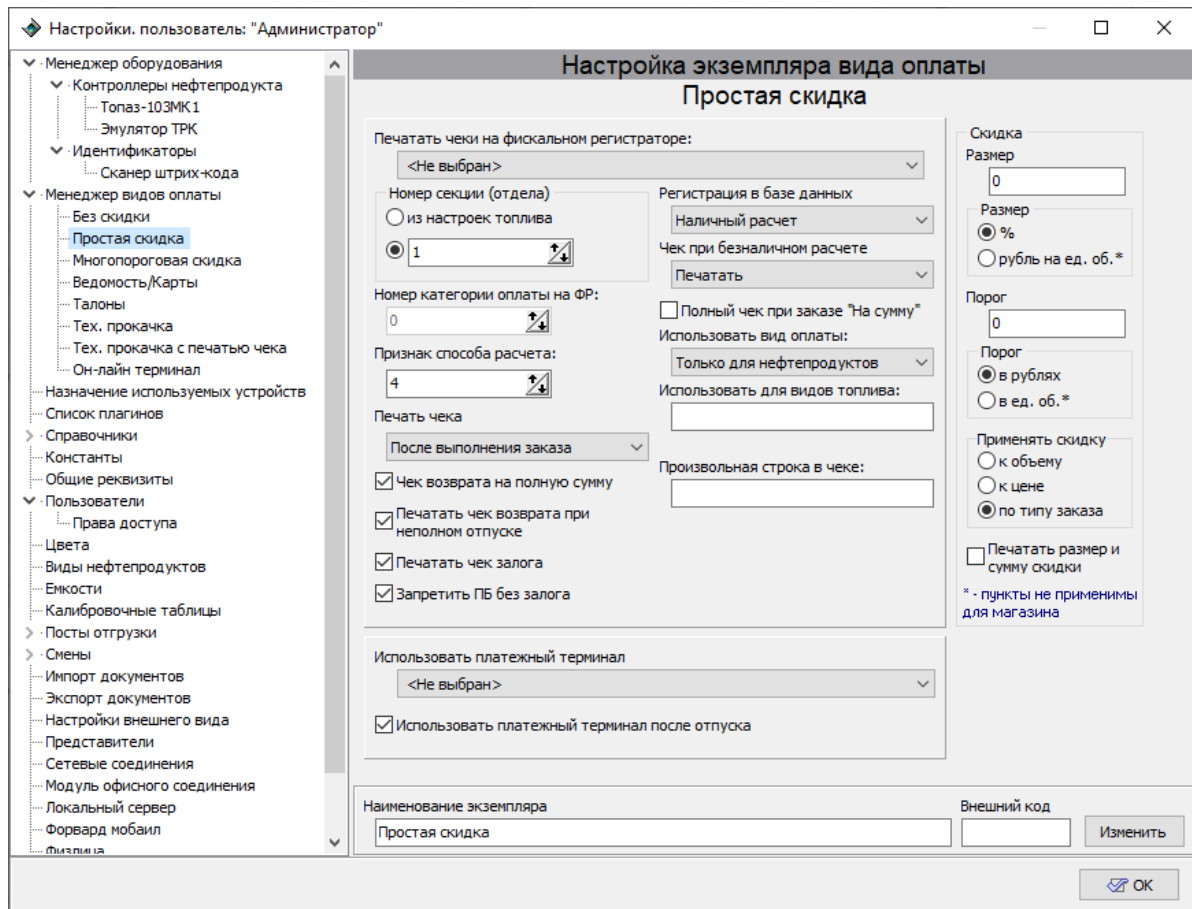 Настройки. пользователь: "Администратор"
Менеджер оборудования
Контроллеры нефтепродукта
Топаз-103МК1
Эмулятор ТРК
Идентификаторы
Сканер штрих-кода
Менеджер видов оплаты
Без скидки
Простая скидка
Многопороговая скидка
Ведомость/Карты
Талоны
Тех. прокачка
Тех. прокачка с печатью чека
Он-лайн терминал
Назначение используемых устройств
Список плагинов
Справочники
Константы
Общие реквизиты
Пользователи
Права доступа
Цвета
Виды нефтепродуктов
Емкости
Калибровочные таблицы
Посты отгрузки
Смены
Импорт документов
Экспорт документов
Настройки внешнего вида
Представители
Сетевые соединения
Модуль офисного соединения
Локальный сервер
Форвард мобаил
Физлица
Настройка экземпляра вида оплаты
Простая скидка
Печатать чеки на фискальном регистраторе:
<Не выбран>
Номер секции (отдела)
из настроек топлива
1
Номер категории оплаты на ФР:
0
Признак способа расчета:
4
Печать чека
После выполнения заказа
Чек возврата на полную сумму
Печатать чек возврата при
неполном отпуске
Печатать чек залога
Запретить ПБ без залога
Регистрация в базе данных
Наличный расчет
Чек при безналичном расчете
Печатать
Полный чек при заказе "На сумму"
Использовать вид оплаты:
Только для нефтепродуктов
Использовать для видов топлива:
Произвольная строка в чеке:
Скидка
Размер
0
Размер
%
рубль на ед. об.*
Порог
0
Порог
в рублях
в ед. об.*
Применять скидку
к объему
к цене
по типу заказа
Печатать размер и
сумму скидки
* - пункты не применимы
для магазина
Использовать платежный терминал
<Не выбран>
Использовать платежный терминал после отпуска
Наименование экземпляра
Простая скидка
Внешний код
Изменить
OK